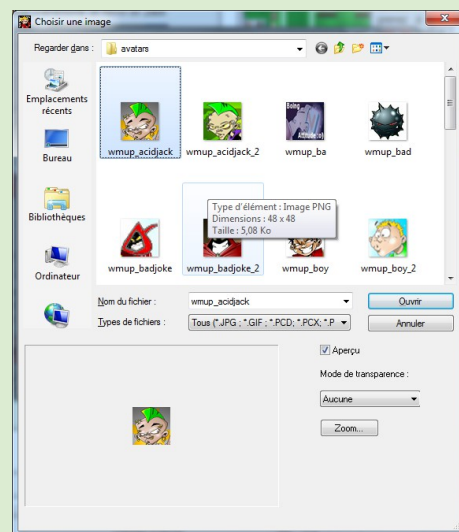 Choisir une image
Regarder dans : avatars
Emplacements récents
Bureau
Bibliothèques
Ordinateur
wmup_acidjack wmup_acidjack_2 wmup_ba wmup_bad
Being
Type d'élément : Image PNG
Dimensions : 48 x 48
Taille : 5,08 Ko
wmup_badjoke wmup_badjoke_2 wmup_boy wmup_boy_2
Nom du fichier : wmup_acidjack Ouvrir
Types de fichiers : Tous (*.JPG ; *.GIF ; *.PCD; *.PCX; *.P Annuler
Aperçu
Mode de transparence :
Aucune
Zoom...